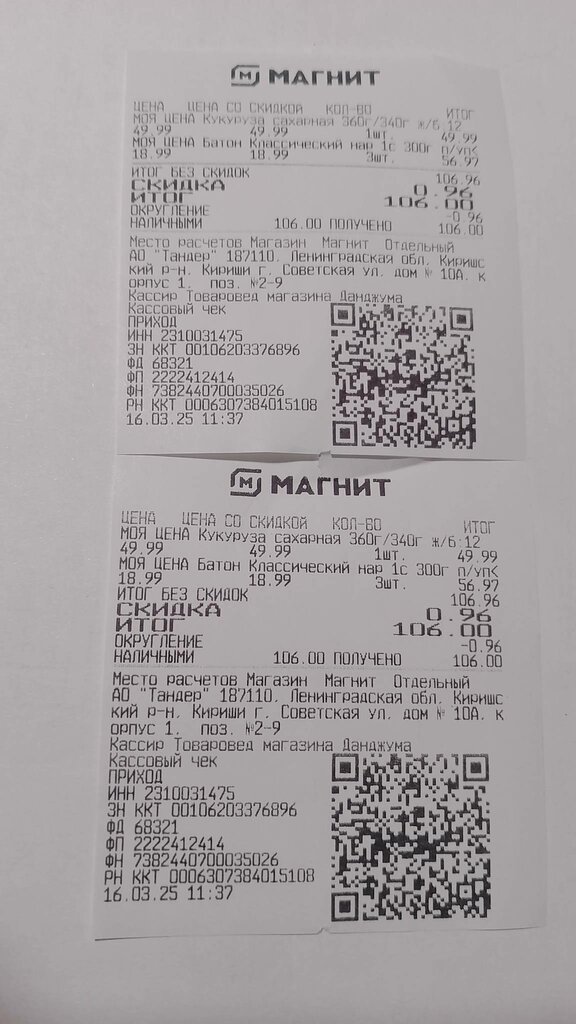 МАГНИТ
ЦЕНА ЦЕНА СО СКИДКОЙ КОЛ-ВО ИТОГ
МОЯ ЦЕНА Кукуруза сахарная 360г/340г ж/б:12
49.99 49.99 1шт. 49.99
МОЯ ЦЕНА Батон Классический нар 1с 300г п/уп<
18.99 18.99 3шт. 56.97
ИТОГ БЕЗ СКИДОК 106.96
СКИДКА 0.96
ИТОГ 106.00
ОКРУГЛЕНИЕ -0.96
НАЛИЧНЫМИ 106.00 ПОЛУЧЕНО 106.00
Место расчетов Магазин Магнит Отдельный
АО "Тандер" 187110, Ленинградская обл, Киришс
кий р-н, Кириши г, Советская ул, дом № 10А, к
орпус 1, поз. №2-9
Кассир Товаровед магазина Данджума
Кассовый чек
ПРИХОД
ИНН 2310031475
ЗН ККТ 00106203376896
ФД 68321
ФП 2222412414
ФН 7382440700035026
РН ККТ 0006307384015108
16.03.25 11:37
МАГНИТ
ЦЕНА ЦЕНА СО СКИДКОЙ КОЛ-ВО ИТОГ
МОЯ ЦЕНА Кукуруза сахарная 360г/340г ж/б:12
49.99 49.99 1шт. 49.99
МОЯ ЦЕНА Батон Классический нар 1с 300г п/уп<
18.99 18.99 3шт. 56.97
ИТОГ БЕЗ СКИДОК 106.96
СКИДКА 0.96
ИТОГ 106.00
ОКРУГЛЕНИЕ -0.96
НАЛИЧНЫМИ 106.00 ПОЛУЧЕНО 106.00
Место расчетов Магазин Магнит Отдельный
АО "Тандер" 187110, Ленинградская обл, Киришс
кий р-н, Кириши г, Советская ул, дом № 10А, к
орпус 1, поз. №2-9
Кассир Товаровед магазина Данджума
Кассовый чек
ПРИХОД
ИНН 2310031475
ЗН ККТ 00106203376896
ФД 68321
ФП 2222412414
ФН 7382440700035026
РН ККТ 0006307384015108
16.03.25 11:37